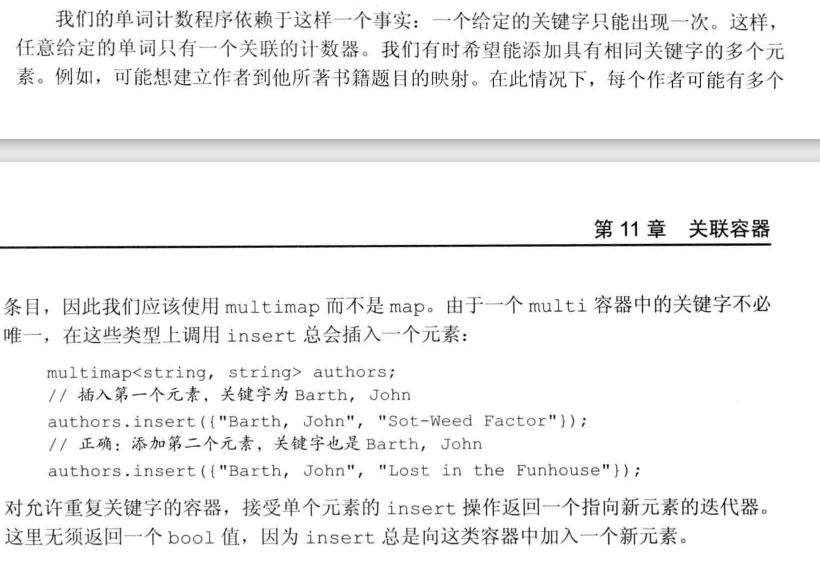 我们的单词计数程序依赖于这样一个事实：一个给定的关键字只能出现一次。这样，
任意给定的单词只有一个关联的计数器。我们有时希望能添加具有相同关键字的多个元
素。例如，可能想建立作者到他所著书籍题目的映射。在此情况下，每个作者可能有多个
第 11 章 关联容器
条目，因此我们应该使用 multimap 而不是 map。由于一个 multi 容器中的关键字不必
唯一，在这些类型上调用 insert 总会插入一个元素：
multimap<string, string> authors;
// 插入第一个元素，关键字为 Barth, John
authors.insert({"Barth, John", "Sot-Weed Factor"});
// 正确：添加第二个元素，关键字也是 Barth, John
authors.insert({"Barth, John", "Lost in the Funhouse"});
对允许重复关键字的容器，接受单个元素的 insert 操作返回一个指向新元素的迭代器。
这里无须返回一个 bool 值，因为 insert 总是向这类容器中加入一个新元素。